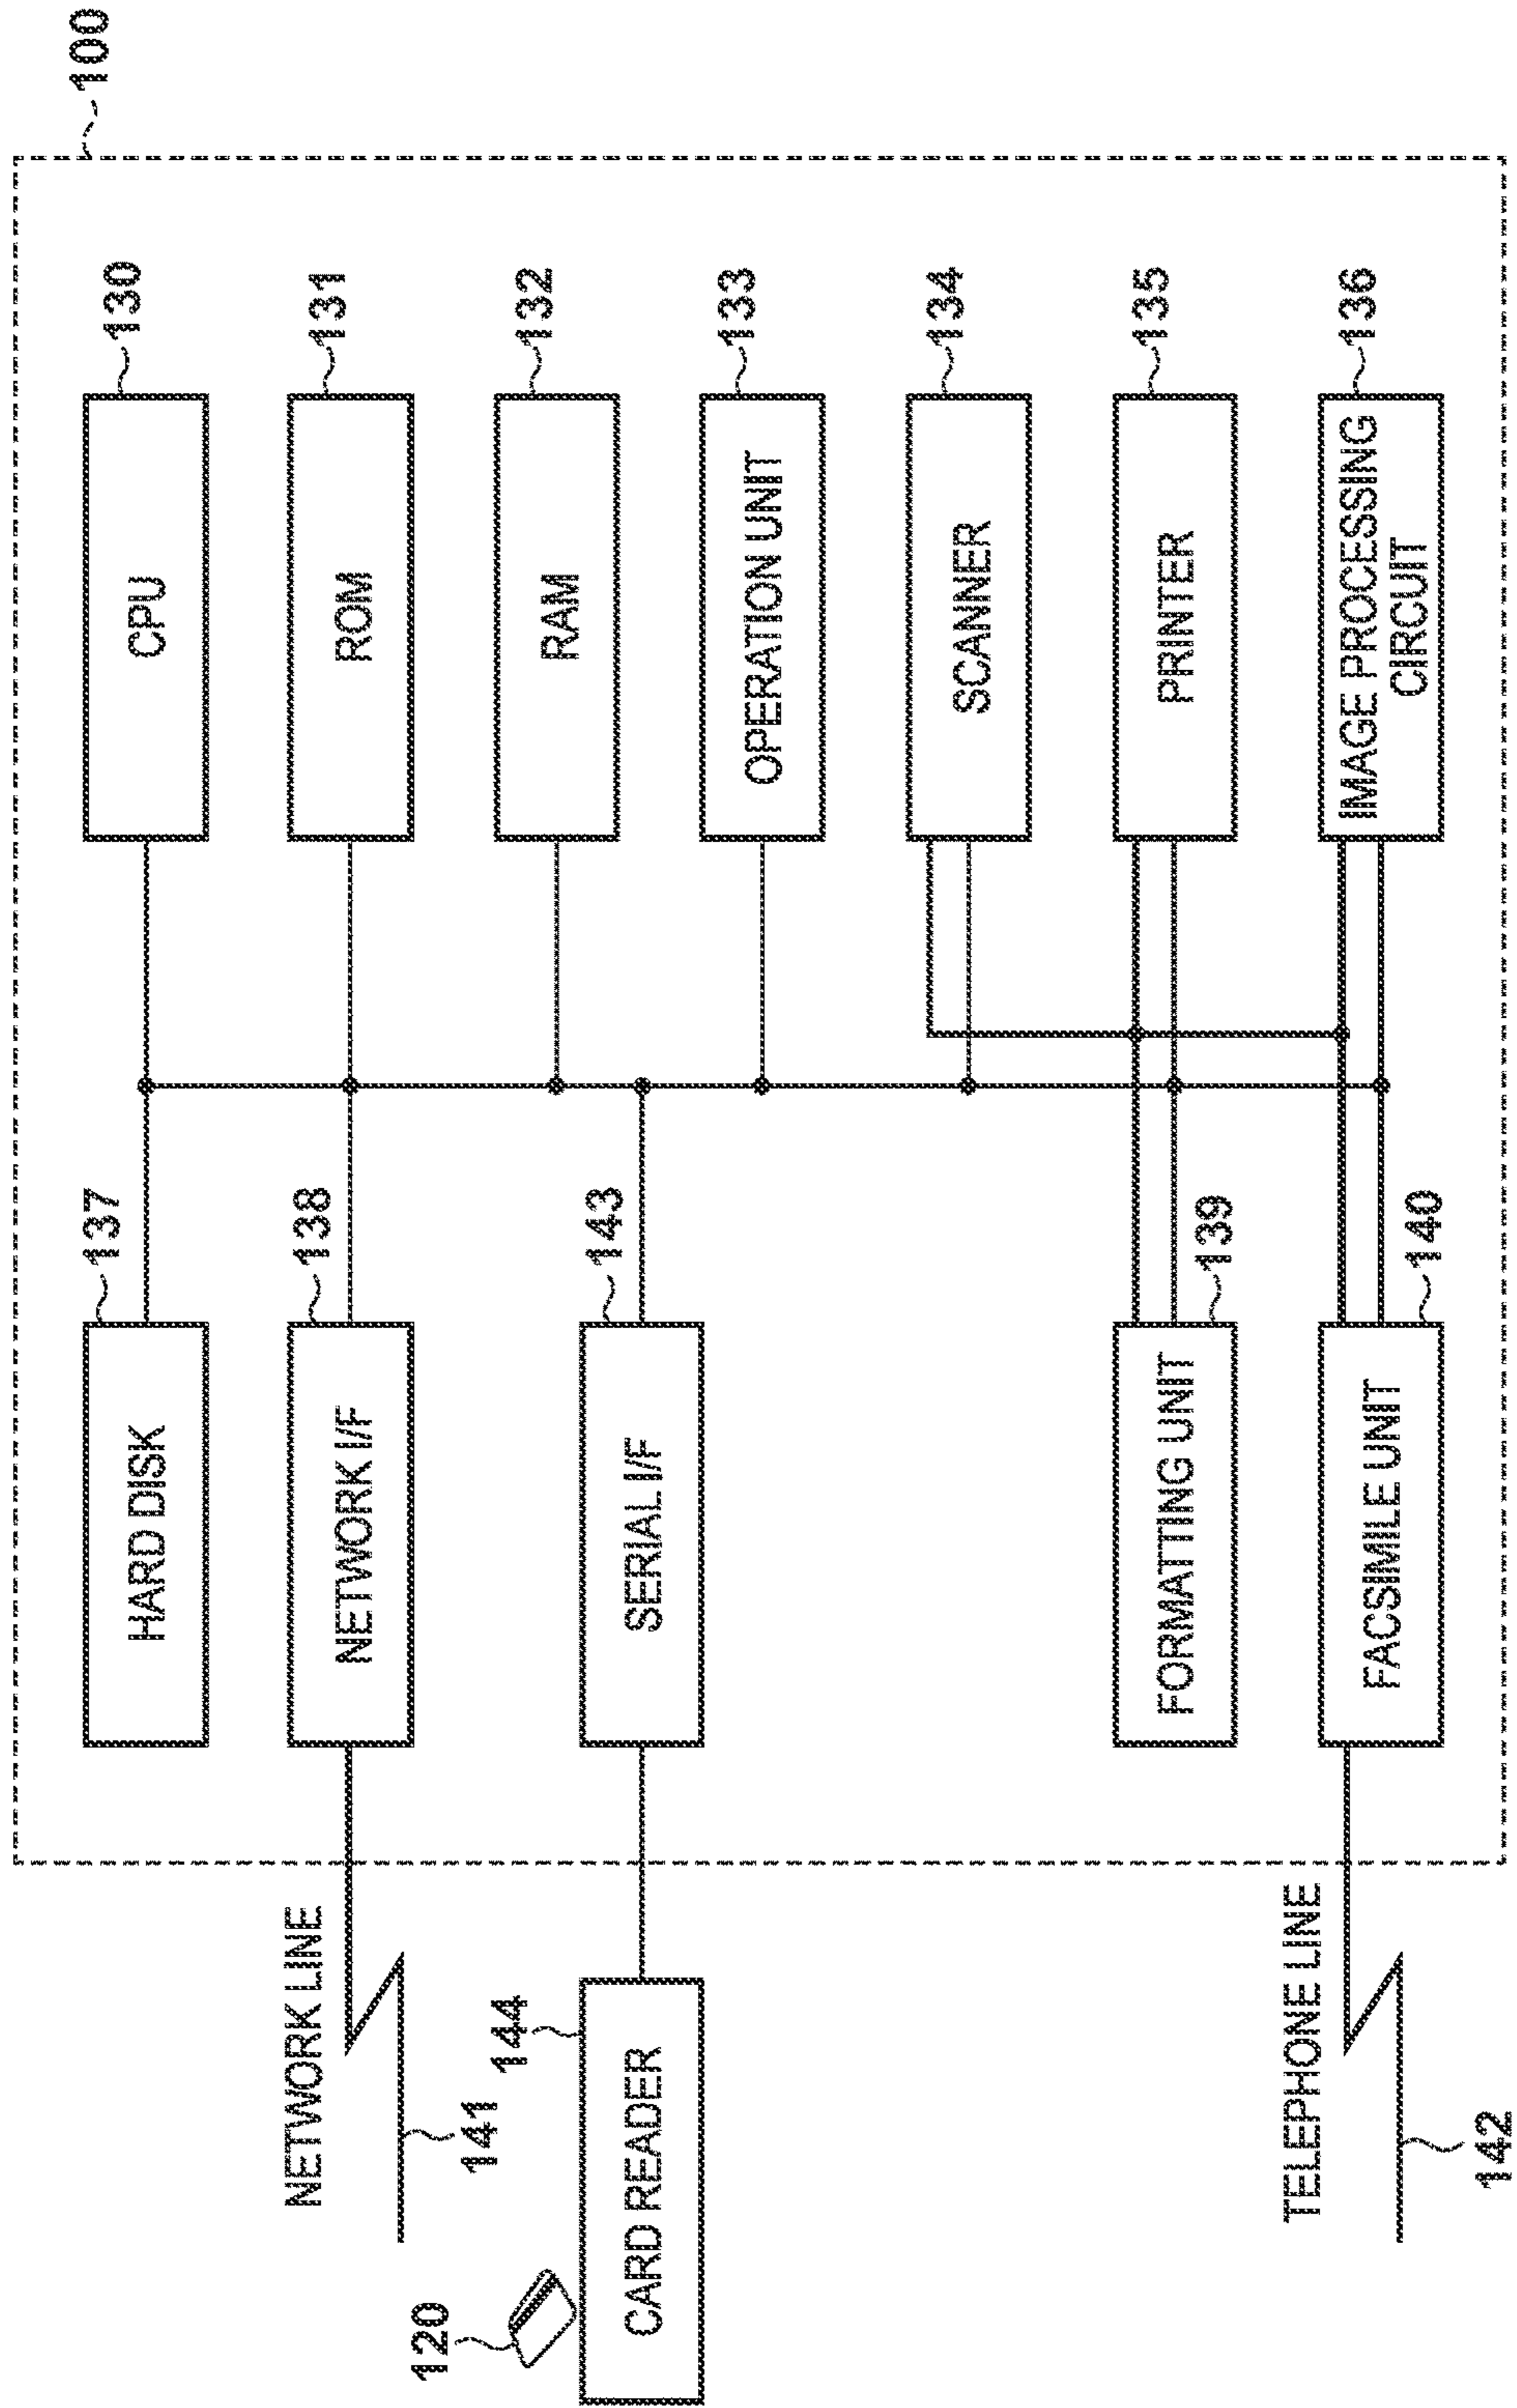 100
137
HARD DISK
CPU
130
NETWORK LINE
141
138
NETWORK I/F
ROM
131
RAM
132
120
144
CARD READER
143
SERIAL I/F
OPERATION UNIT
133
SCANNER
134
139
FORMATTING UNIT
PRINTER
135
TELEPHONE LINE
142
140
FACSIMILE UNIT
IMAGE PROCESSING
CIRCUIT
136